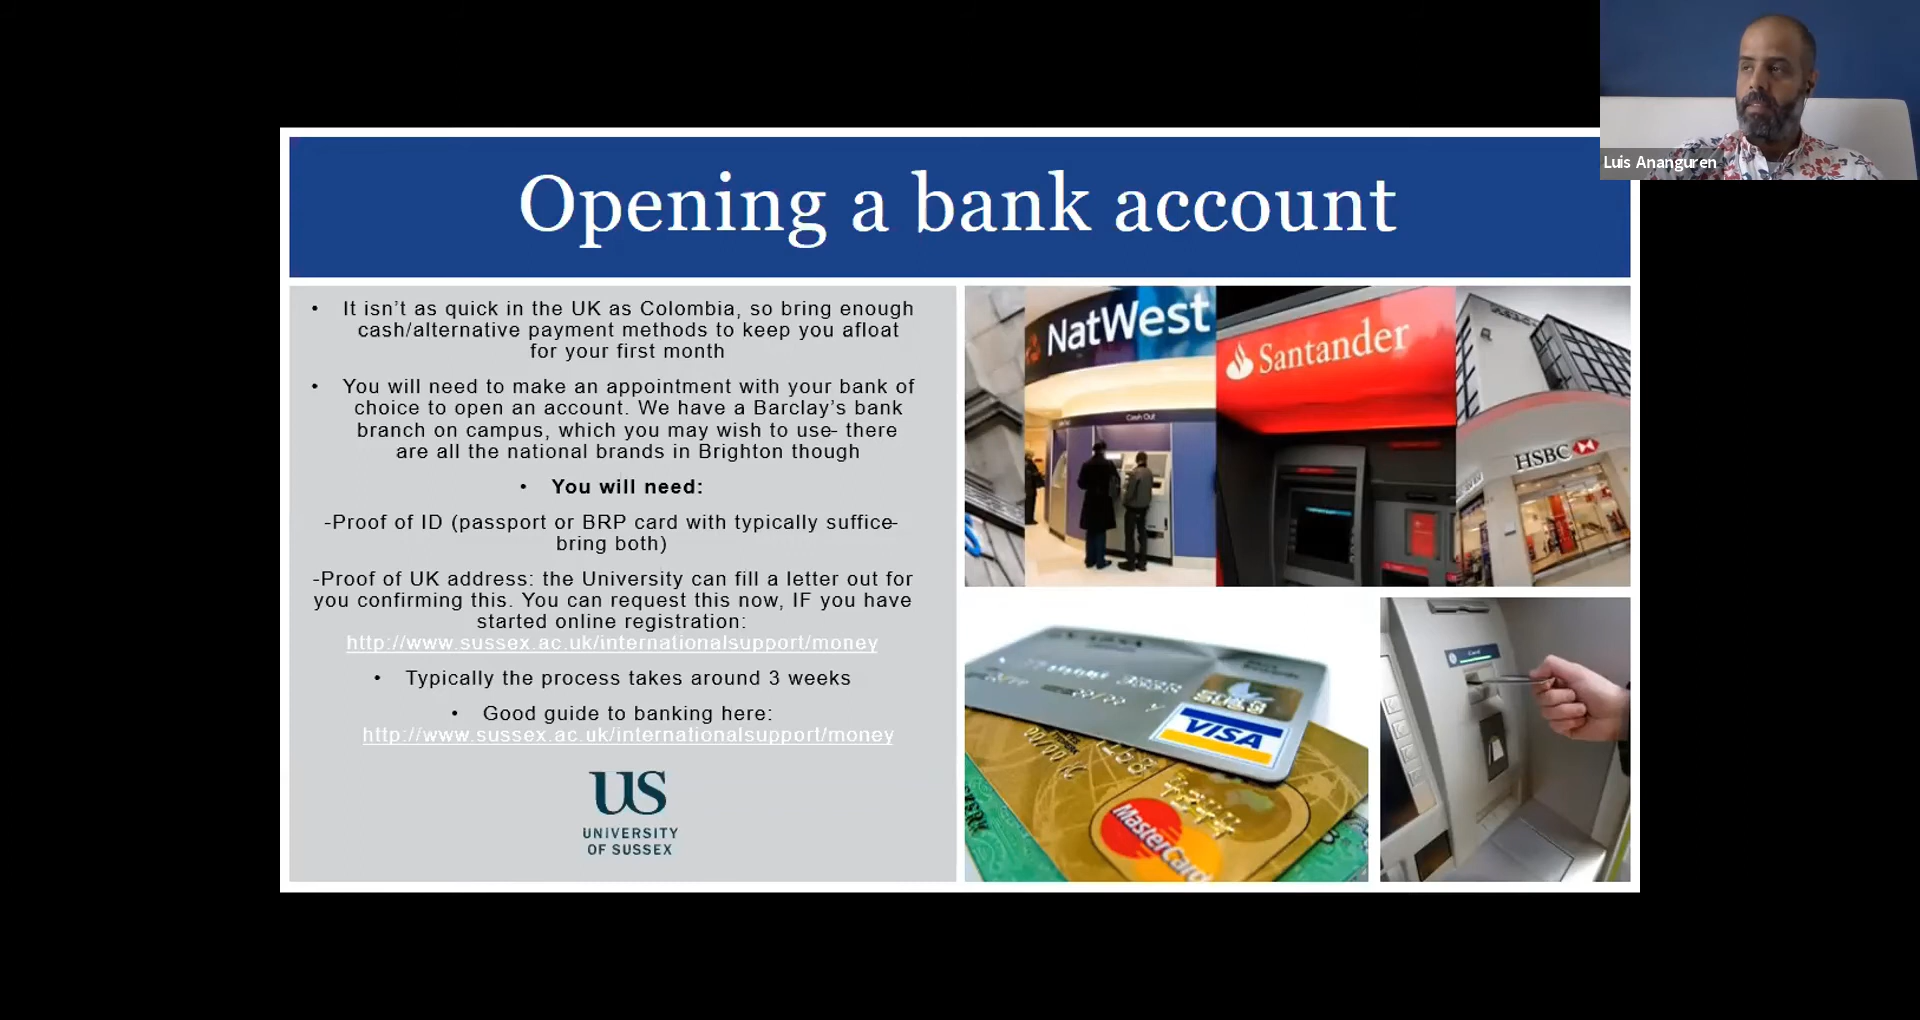 Luis Ananguren
Opening a bank account
• It isn't as quick in the UK as Colombia, so bring enough
cash/alternative payment methods to keep you afloat
for your first month
• You will need to make an appointment with your bank of
choice to open an account. We have a Barclay's bank
branch on campus, which you may wish to use- there
are all the national brands in Brighton though
• You will need:
-Proof of ID (passport or BRP card with typically suffice-
bring both)
-Proof of UK address: the University can fill a letter out for
you confirming this. You can request this now, IF you have
started online registration:
http://www.sussex.ac.uk/internationalsupport/money
• Typically the process takes around 3 weeks
• Good guide to banking here:
http://www.sussex.ac.uk/internationalsupport/money
US
UNIVERSITY
OF SUSSEX
NatWest
Cash Out
Santander
HSBC
VISA
MasterCard